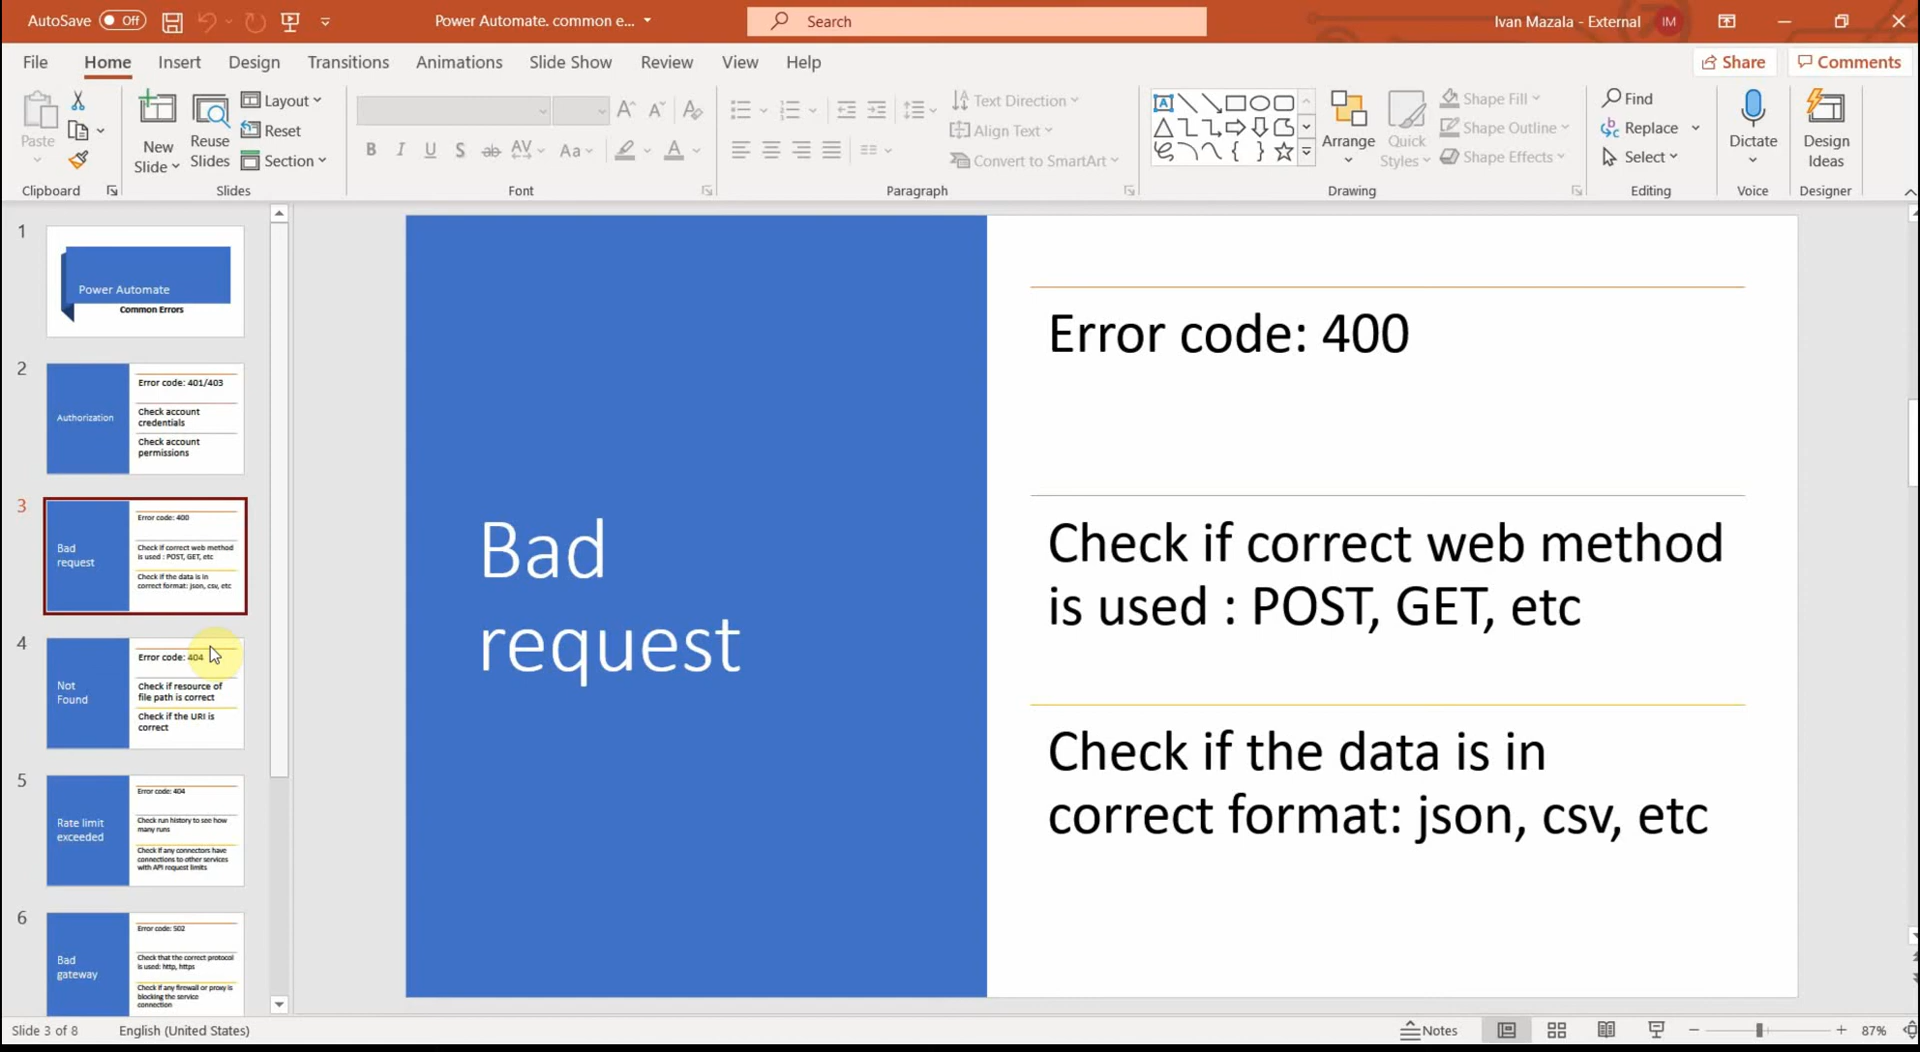 AutoSave Off
Power Automate. common e...
Search
Ivan Mazala - External IM
File Home Insert Design Transitions Animations Slide Show Review View Help
Share Comments
Paste
New
Slide
Reuse
Slides
Layout
Reset
Section
B I U S ab AV Aa A
Text Direction
Align Text
Convert to SmartArt
Arrange
Quick
Styles
Shape Fill
Shape Outline
Shape Effects
Find
Replace
Select
Dictate
Design
Ideas
Clipboard Slides Font Paragraph Drawing Editing Voice Designer
1
Power Automate
Common Errors
2
Authorization
Error code: 401/403
Check account
credentials
Check account
permissions
3
Bad
request
Error code: 400
Check if correct web method
is used : POST, GET, etc
Check if the data is in
correct format: json, csv, etc
4
Not
Found
Error code: 404
Check if resource of
file path is correct
Check if the URI is
correct
5
Rate limit
exceeded
Error code: 404
Check run history to see how
many runs
Check if any connectors have
connections to other services
with API request limits
6
Bad
gateway
Error code: 502
Check that the correct protocol
is used: http, https
Check if any firewall or proxy is
blocking the service
connection
Bad
request
Error code: 400
Check if correct web method
is used : POST, GET, etc
Check if the data is in
correct format: json, csv, etc
Slide 3 of 8 English (United States)
Notes
87%